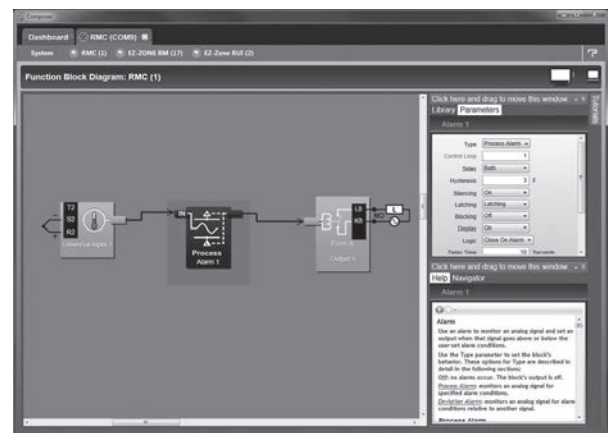 Composer
Dashboard RMC (COM9)
System RMC (1) EZ-ZONE RM (17) EZ-Zone RUI (2) ?
Function Block Diagram: RMC (1)
Click here and drag to move this window
Library Parameters
Tutorials
Alarm 1
Type Process Alarm
Control Loop 1
Sides Both
Hysteresis 3 F
Silencing On
Latching Latching
Blocking Off
Display On
Logic Close On Alarm
Delay Time 10 Seconds
T2
S2
R2
Universal Input
IN
Process
Alarm 1
L8
K8
NO
L
Form A
Output
Click here and drag to move this window
Help Navigator
Alarm 1
Alarm
Use an alarm to monitor an analog signal and set an
output when that signal goes above or below the
user-set alarm conditions.
Use the Type parameter to set the block's
behavior. These options for Type are described in
detail in the following sections:
Off: no alarms occur. The block's output is off.
Process Alarm: monitors an analog signal for
specified alarm conditions.
Deviation Alarm: monitors an analog signal for alarm
conditions relative to another signal.
Process Alarm